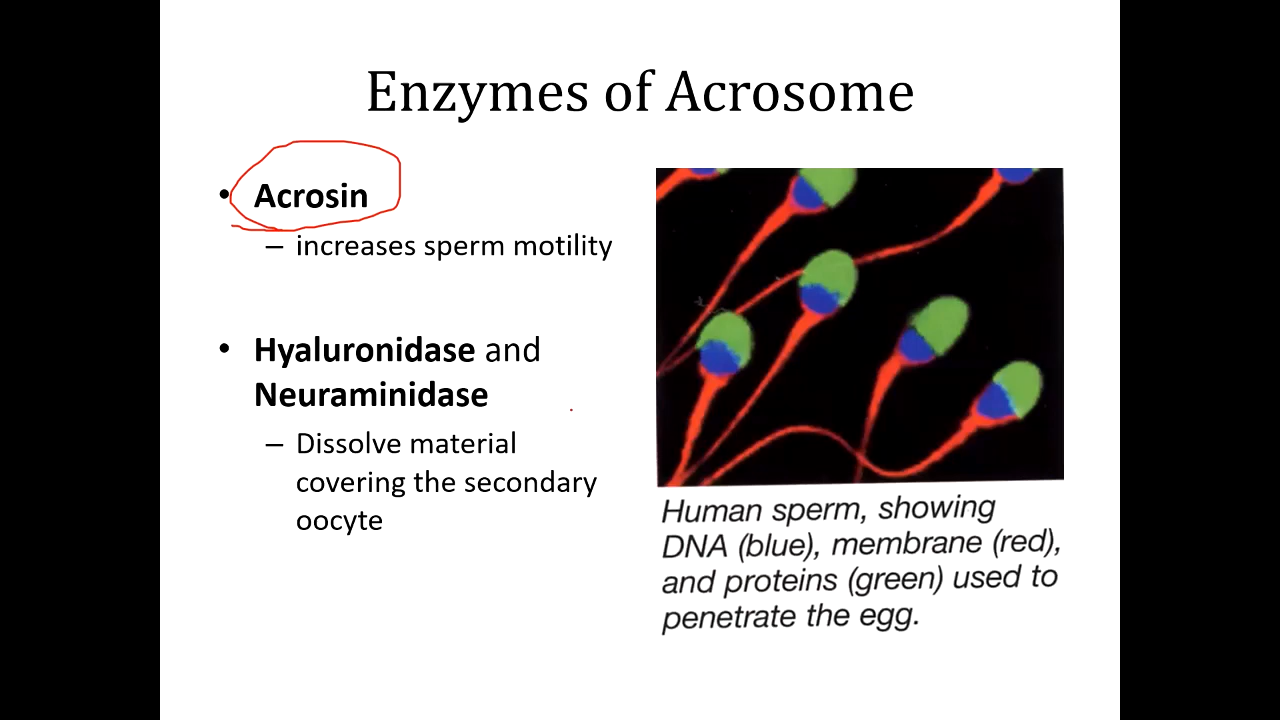 Enzymes of Acrosome
• Acrosin
– increases sperm motility
• Hyaluronidase and
Neuraminidase
– Dissolve material
covering the secondary
oocyte
Human sperm, showing
DNA (blue), membrane (red),
and proteins (green) used to
penetrate the egg.